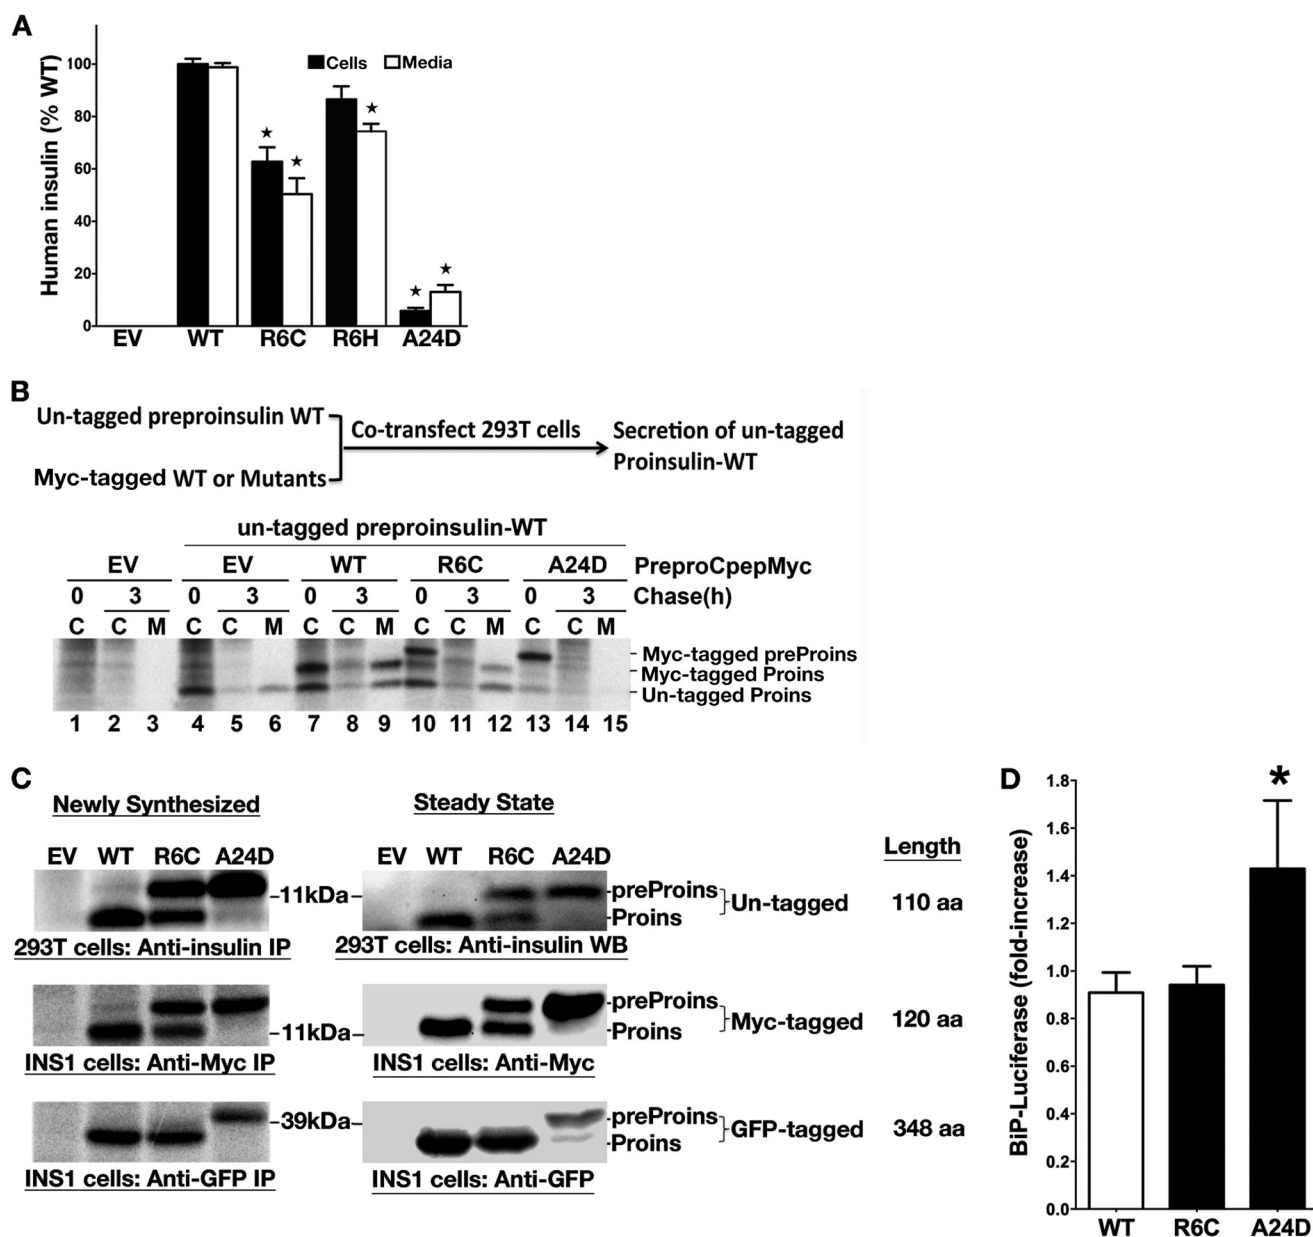 A
Human insulin (% WT)
100
80
60
40
20
0
Cells Media
★ ★ ★ ★ ★
EV WT R6C R6H A24D
B
Un-tagged preproinsulin WT
Myc-tagged WT or Mutants
Co-transfect 293T cells
Secretion of un-tagged
Proinsulin-WT
un-tagged preproinsulin-WT
EV EV WT R6C A24D PreproCpepMyc
0 3 0 3 0 3 0 3 0 3 Chase(h)
C C M C C M C C M C C M C C M
Myc-tagged preProins
Myc-tagged Proins
Un-tagged Proins
1 2 3 4 5 6 7 8 9 10 11 12 13 14 15
C
Newly Synthesized Steady State
Length
EV WT R6C A24D EV WT R6C A24D
-11kDa-
preProins
Proins
Un-tagged 110 aa
293T cells: Anti-insulin IP 293T cells: Anti-insulin WB
-11kDa-
preProins
Proins
Myc-tagged 120 aa
INS1 cells: Anti-Myc IP INS1 cells: Anti-Myc
-39kDa-
preProins
Proins
GFP-tagged 348 aa
INS1 cells: Anti-GFP IP INS1 cells: Anti-GFP
D
BiP-Luciferase (fold-increase)
1.8
1.6
1.4
1.2
1.0
0.8
0.6
0.4
0.2
0.0
*
WT R6C A24D